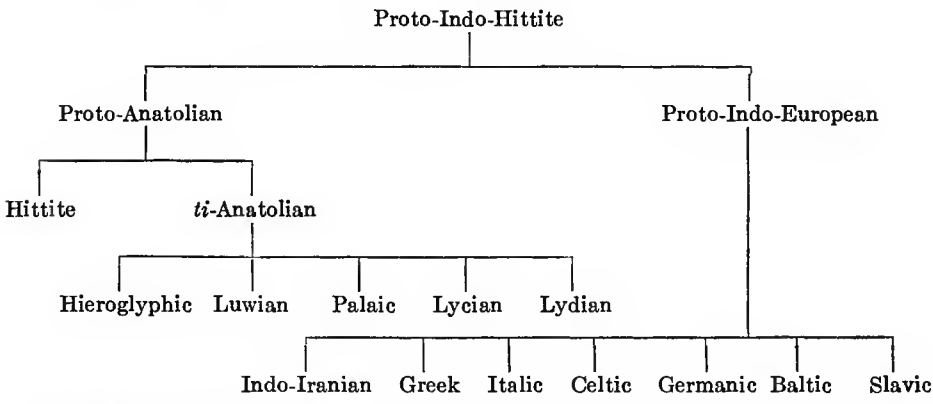 Proto-Indo-Hittite
Proto-Anatolian Proto-Indo-European
Hittite ti-Anatolian
Hieroglyphic Luwian Palaic Lycian Lydian
Indo-Iranian Greek Italic Celtic Germanic Baltic Slavic